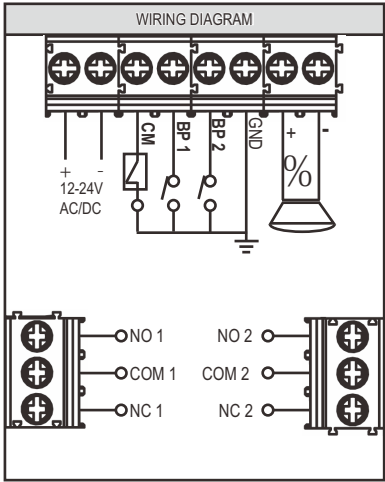 WIRING DIAGRAM
+ -
12-24V
AC/DC
CM
BP 1
BP 2
GND
+ -
%
NO 1
COM 1
NC 1
NO 2
COM 2
NC 2